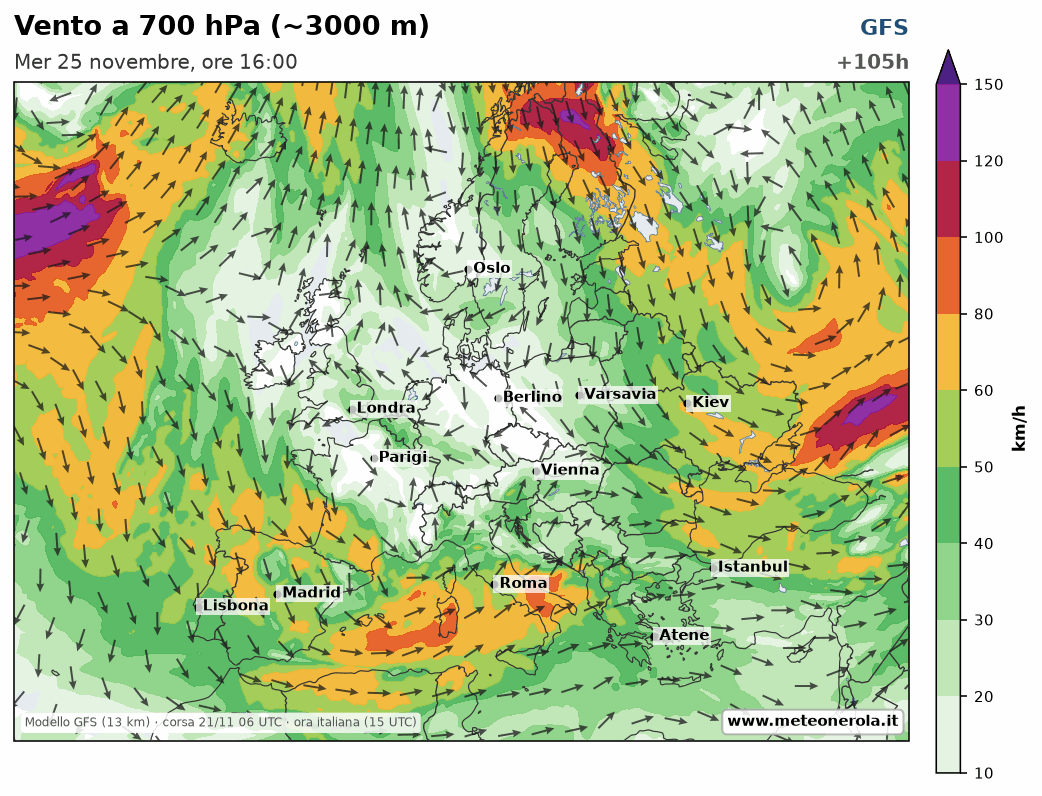 Vento a 700 hPa (~3000 m)
GFS
Mer 25 novembre, ore 16:00
+105h
150
120
100
80
60
50
40
30
20
10
km/h
Oslo
Berlino
Varsavia
Kiev
Londra
Parigi
Vienna
Istanbul
Roma
Madrid
Lisbona
Atene
Modello GFS (13 km) · corsa 21/11 06 UTC · ora italiana (15 UTC)
www.meteonerola.it